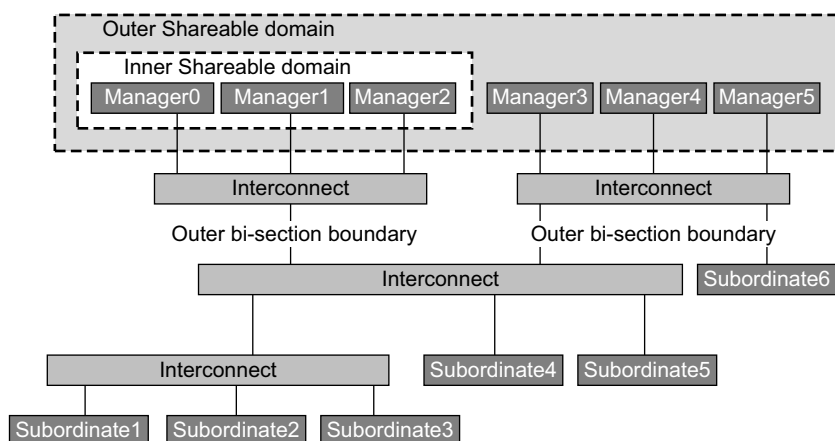 Outer Shareable domain
Inner Shareable domain
Manager0 Manager1 Manager2 Manager3 Manager4 Manager5
Interconnect Interconnect
Outer bi-section boundary Outer bi-section boundary
Interconnect Subordinate6
Interconnect Subordinate4 Subordinate5
Subordinate1 Subordinate2 Subordinate3